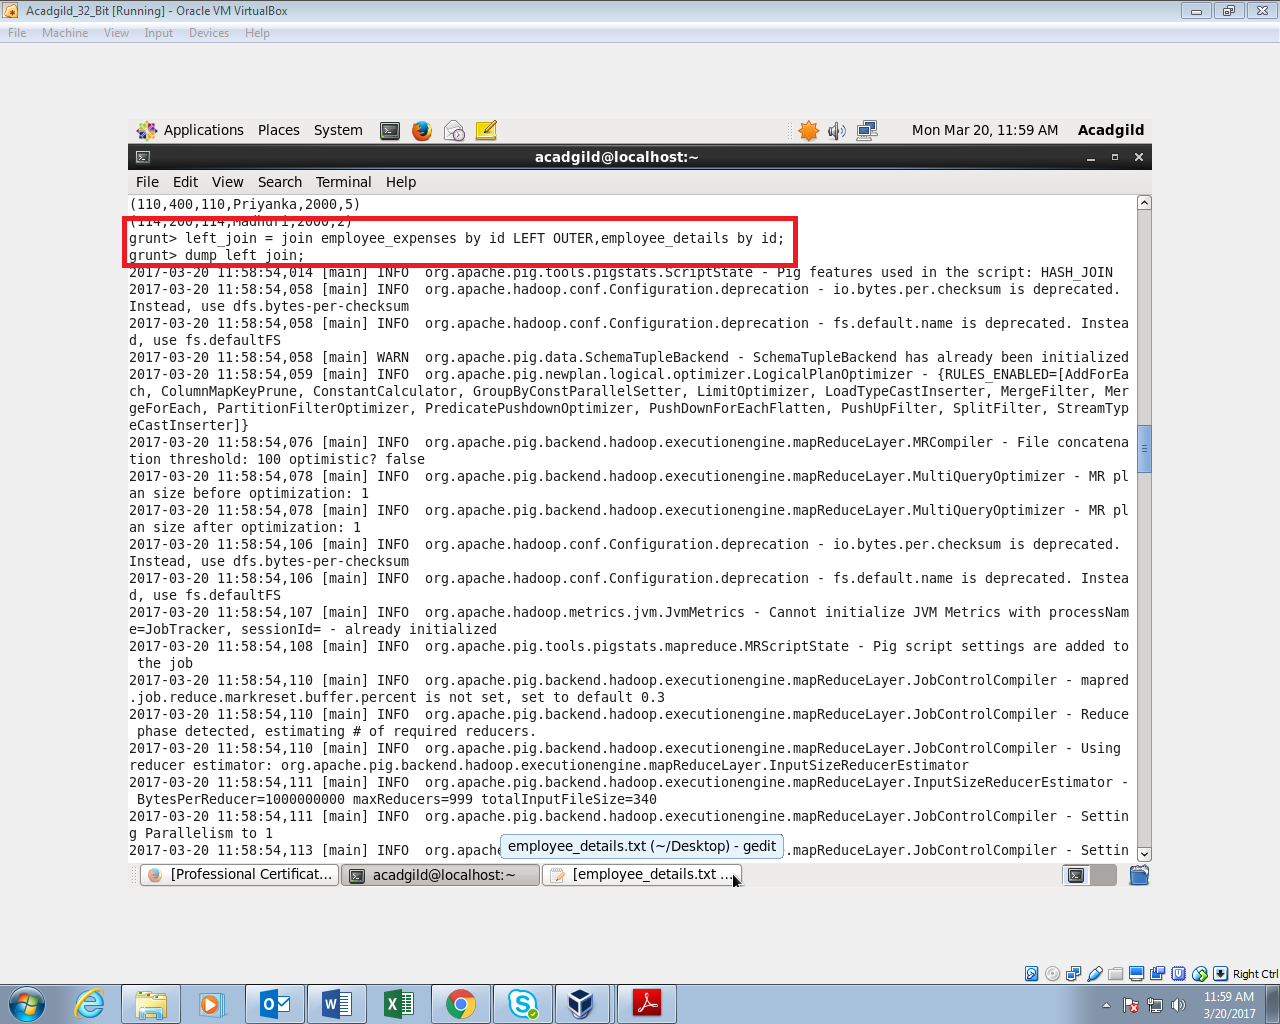 Acadgild_32_Bit [Running] - Oracle VM VirtualBox
File Machine View Input Devices Help
Applications Places System Mon Mar 20, 11:59 AM Acadgild
acadgild@localhost:~
File Edit View Search Terminal Help
(110,400,110,Priyanka,2000,5)
(114,200,114,Madhuri,2000,2)
grunt> left_join = join employee_expenses by id LEFT OUTER,employee_details by id;
grunt> dump left_join;
2017-03-20 11:58:54,014 [main] INFO  org.apache.pig.tools.pigstats.ScriptState - Pig features used in the script: HASH_JOIN
2017-03-20 11:58:54,058 [main] INFO  org.apache.hadoop.conf.Configuration.deprecation - io.bytes.per.checksum is deprecated.
Instead, use dfs.bytes-per-checksum
2017-03-20 11:58:54,058 [main] INFO  org.apache.hadoop.conf.Configuration.deprecation - fs.default.name is deprecated. Instea
d, use fs.defaultFS
2017-03-20 11:58:54,058 [main] WARN  org.apache.pig.data.SchemaTupleBackend - SchemaTupleBackend has already been initialized
2017-03-20 11:58:54,059 [main] INFO  org.apache.pig.newplan.logical.optimizer.LogicalPlanOptimizer - {RULES_ENABLED=[AddForEa
ch, ColumnMapKeyPrune, ConstantCalculator, GroupByConstParallelSetter, LimitOptimizer, LoadTypeCastInserter, MergeFilter, Mer
geForEach, PartitionFilterOptimizer, PredicatePushdownOptimizer, PushDownForEachFlatten, PushUpFilter, SplitFilter, StreamTyp
eCastInserter]}
2017-03-20 11:58:54,076 [main] INFO  org.apache.pig.backend.hadoop.executionengine.mapReduceLayer.MRCompiler - File concatena
tion threshold: 100 optimistic? false
2017-03-20 11:58:54,078 [main] INFO  org.apache.pig.backend.hadoop.executionengine.mapReduceLayer.MultiQueryOptimizer - MR pl
an size before optimization: 1
2017-03-20 11:58:54,078 [main] INFO  org.apache.pig.backend.hadoop.executionengine.mapReduceLayer.MultiQueryOptimizer - MR pl
an size after optimization: 1
2017-03-20 11:58:54,106 [main] INFO  org.apache.hadoop.conf.Configuration.deprecation - io.bytes.per.checksum is deprecated.
Instead, use dfs.bytes-per-checksum
2017-03-20 11:58:54,106 [main] INFO  org.apache.hadoop.conf.Configuration.deprecation - fs.default.name is deprecated. Instea
d, use fs.defaultFS
2017-03-20 11:58:54,107 [main] INFO  org.apache.hadoop.metrics.jvm.JvmMetrics - Cannot initialize JVM Metrics with processNam
e=JobTracker, sessionId= - already initialized
2017-03-20 11:58:54,108 [main] INFO  org.apache.pig.tools.pigstats.mapreduce.MRScriptState - Pig script settings are added to
 the job
2017-03-20 11:58:54,110 [main] INFO  org.apache.pig.backend.hadoop.executionengine.mapReduceLayer.JobControlCompiler - mapred
.job.reduce.markreset.buffer.percent is not set, set to default 0.3
2017-03-20 11:58:54,110 [main] INFO  org.apache.pig.backend.hadoop.executionengine.mapReduceLayer.JobControlCompiler - Reduce
 phase detected, estimating # of required reducers.
2017-03-20 11:58:54,110 [main] INFO  org.apache.pig.backend.hadoop.executionengine.mapReduceLayer.JobControlCompiler - Using
reducer estimator: org.apache.pig.backend.hadoop.executionengine.mapReduceLayer.InputSizeReducerEstimator
2017-03-20 11:58:54,111 [main] INFO  org.apache.pig.backend.hadoop.executionengine.mapReduceLayer.InputSizeReducerEstimator -
 BytesPerReducer=1000000000 maxReducers=999 totalInputFileSize=340
2017-03-20 11:58:54,111 [main] INFO  org.apache.pig.backend.hadoop.executionengine.mapReduceLayer.JobControlCompiler - Settin
g Parallelism to 1
employee_details.txt (~/Desktop) - gedit
2017-03-20 11:58:54,113 [main] INFO  org.apac .mapReduceLayer.JobControlCompiler - Settin
[Professional Certificat... acadgild@localhost:~ [employee_details.txt ...
Right Ctrl
11:59 AM
3/20/2017